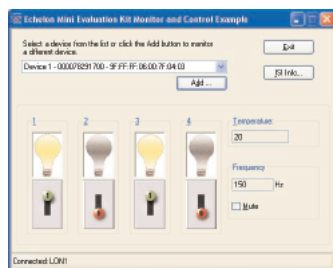 Echelon Mini Evaluation Kit Monitor and Control Example
Select a device from the list or click the Add button to monitor
a different device.
Exit
Device 1 - 000078291700 - 9F.FF.FF.06.00.7F.04.03
ISI Info...
Add ...
1
2
3
4
Temperature:
20
Frequency
150 Hz
Mute
Connected: LON1